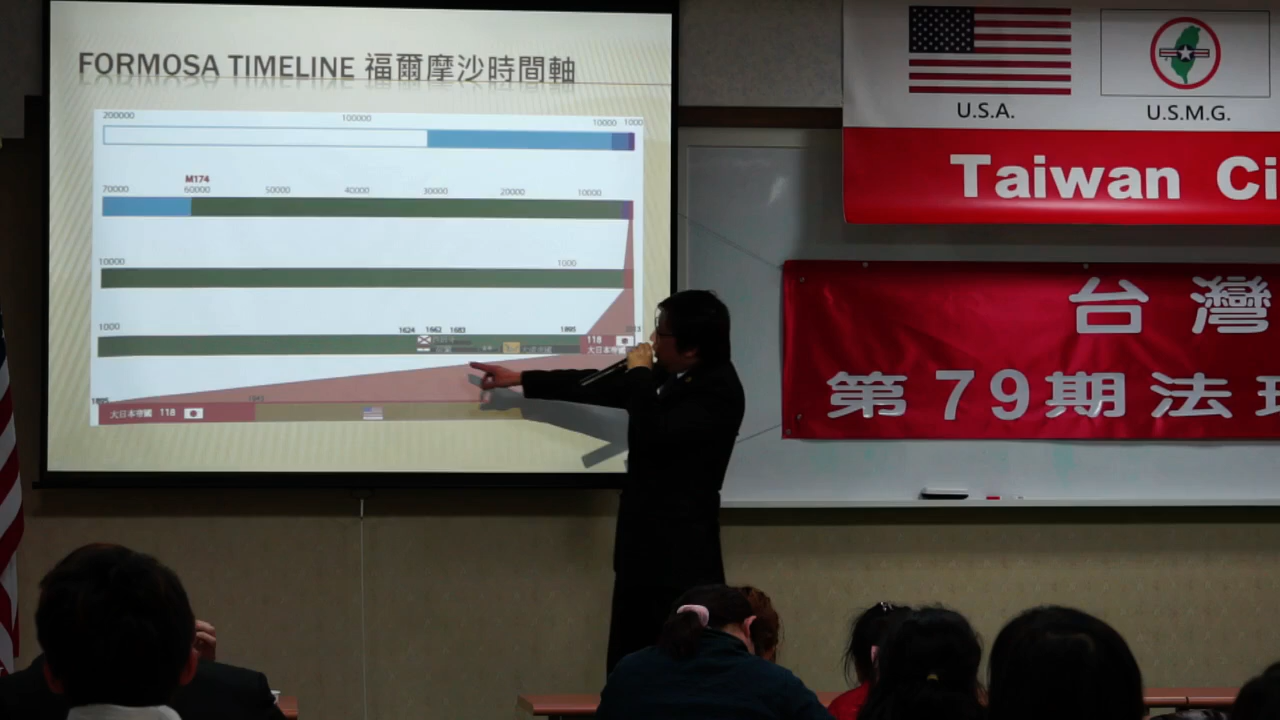 FORMOSA TIMELINE 福爾摩沙時間軸
200000 100000 10000 1000
M174
70000 60000 50000 40000 30000 20000 10000
10000 1000
1000 1624 1662 1683 1895
118
大日本帝國
1895
大日本帝國 118
U.S.A.
U.S.M.G.
Taiwan Ci
台灣
第79期法